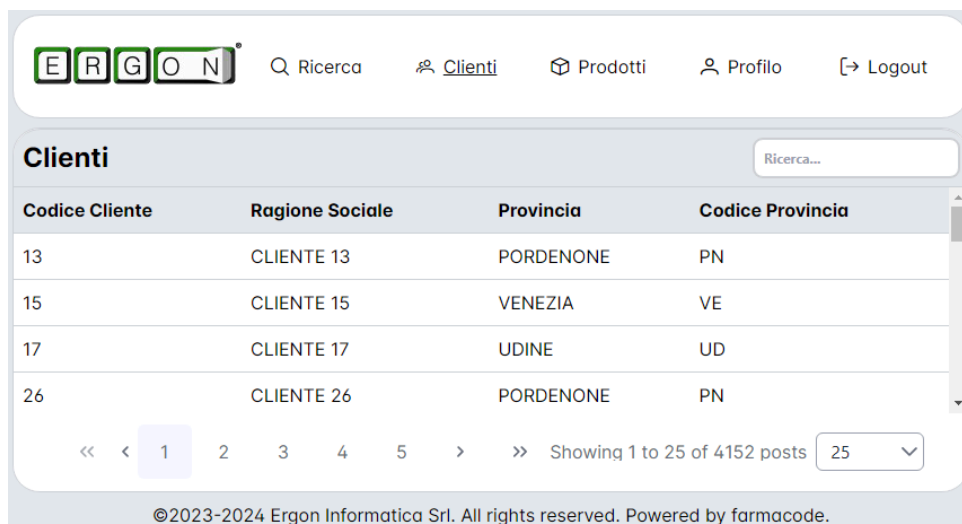 ERGON® Ricerca Clienti Prodotti Profilo Logout
Clienti Ricerca...
Codice Cliente Ragione Sociale Provincia Codice Provincia
13 CLIENTE 13 PORDENONE PN
15 CLIENTE 15 VENEZIA VE
17 CLIENTE 17 UDINE UD
26 CLIENTE 26 PORDENONE PN
<< < 1 2 3 4 5 > >> Showing 1 to 25 of 4152 posts 25
©2023-2024 Ergon Informatica Srl. All rights reserved. Powered by farmacode.